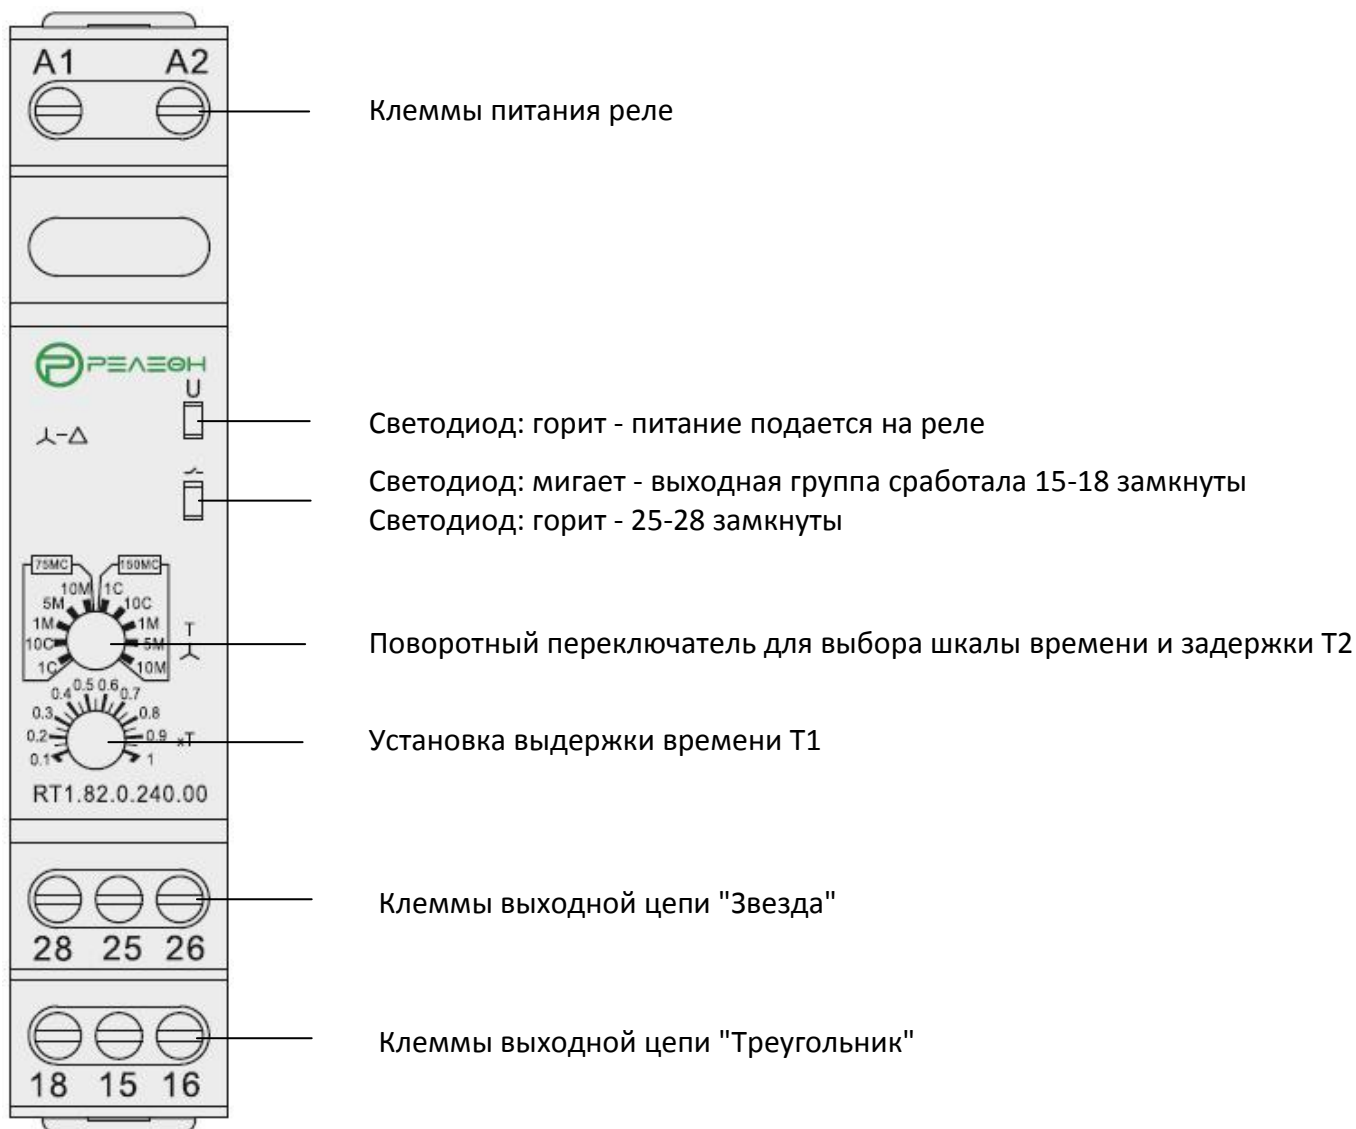 A1 A2
Клеммы питания реле
РЕЛЕОН
U
Светодиод: горит - питание подается на реле
Светодиод: мигает - выходная группа сработала 15-18 замкнуты
Светодиод: горит - 25-28 замкнуты
75МС 150МС
10М 1С
5М 10С
1М 1М
10С 5М
1С 10М
T
Поворотный переключатель для выбора шкалы времени и задержки Т2
0.4 0.5 0.6 0.7
0.3 0.8
0.2 0.9 xT
0.1 1
Установка выдержки времени Т1
RT1.82.0.240.00
Клеммы выходной цепи "Звезда"
28 25 26
Клеммы выходной цепи "Треугольник"
18 15 16